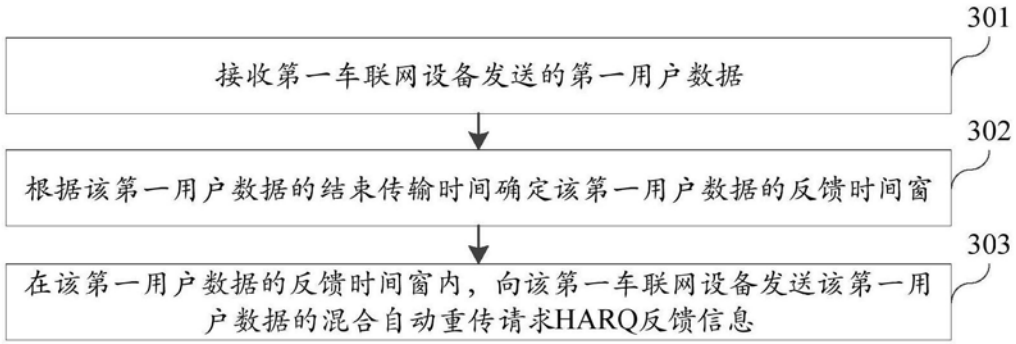 301
接收第一车联网设备发送的第一用户数据
302
根据该第一用户数据的结束传输时间确定该第一用户数据的反馈时间窗
303
在该第一用户数据的反馈时间窗内，向该第一车联网设备发送该第一用
户数据的混合自动重传请求HARQ反馈信息